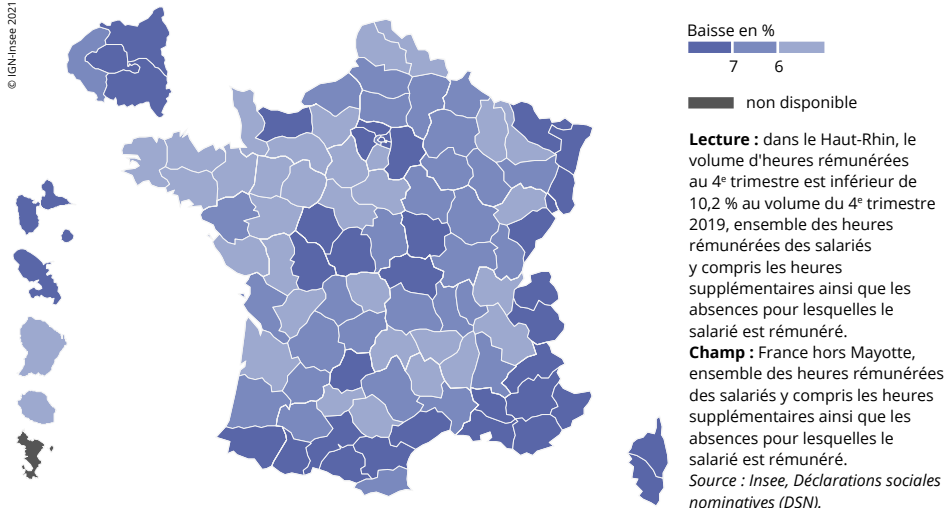 © IGN-Insee 2021
Baisse en %
7 6
non disponible
Lecture : dans le Haut-Rhin, le
volume d'heures rémunérées
au 4e trimestre est inférieur de
10,2 % au volume du 4e trimestre
2019, ensemble des heures
rémunérées des salariés
y compris les heures
supplémentaires ainsi que les
absences pour lesquelles le
salarié est rémunéré.
Champ : France hors Mayotte,
ensemble des heures rémunérées
des salariés y compris les heures
supplémentaires ainsi que les
absences pour lesquelles le
salarié est rémunéré.
Source : Insee, Déclarations sociales
nominatives (DSN).